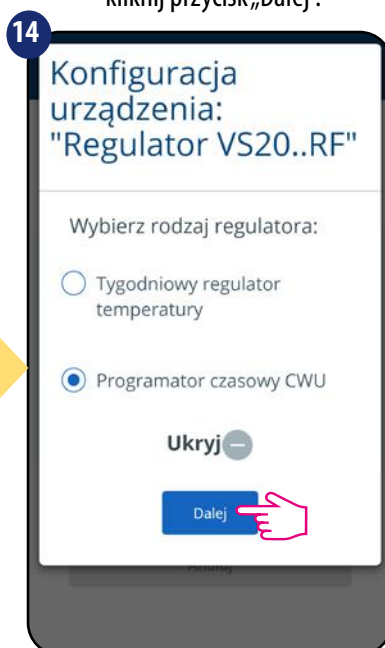 kliknij przycisk „Dalej".
14
Konfiguracja
urządzenia:
"Regulator VS20..RF"
Wybierz rodzaj regulatora:
Tygodniowy regulator
temperatury
Programator czasowy CWU
Ukryj
Dalej